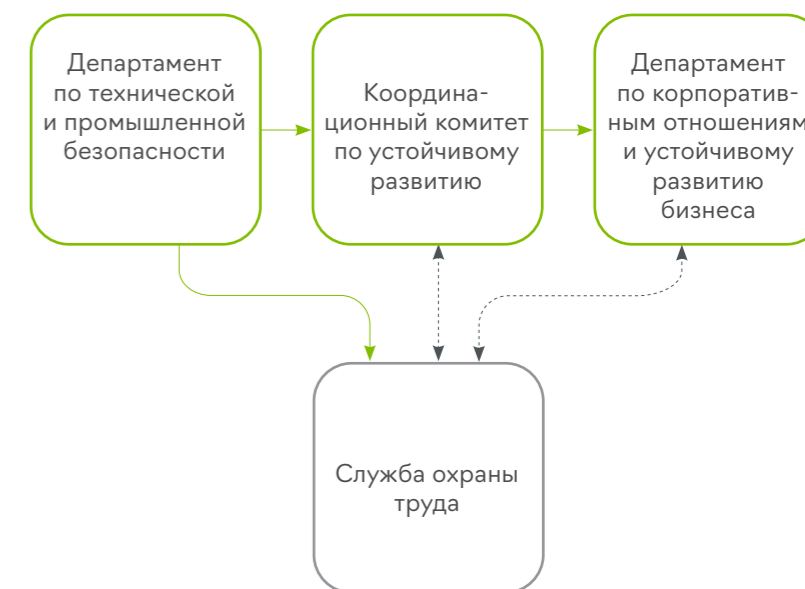 Департамент
по технической
и промышленной
безопасности
Координа-
ционный комитет
по устойчивому
развитию
Департамент
по корпоратив-
ным отношениям
и устойчивому
развитию
бизнеса
Служба охраны
труда